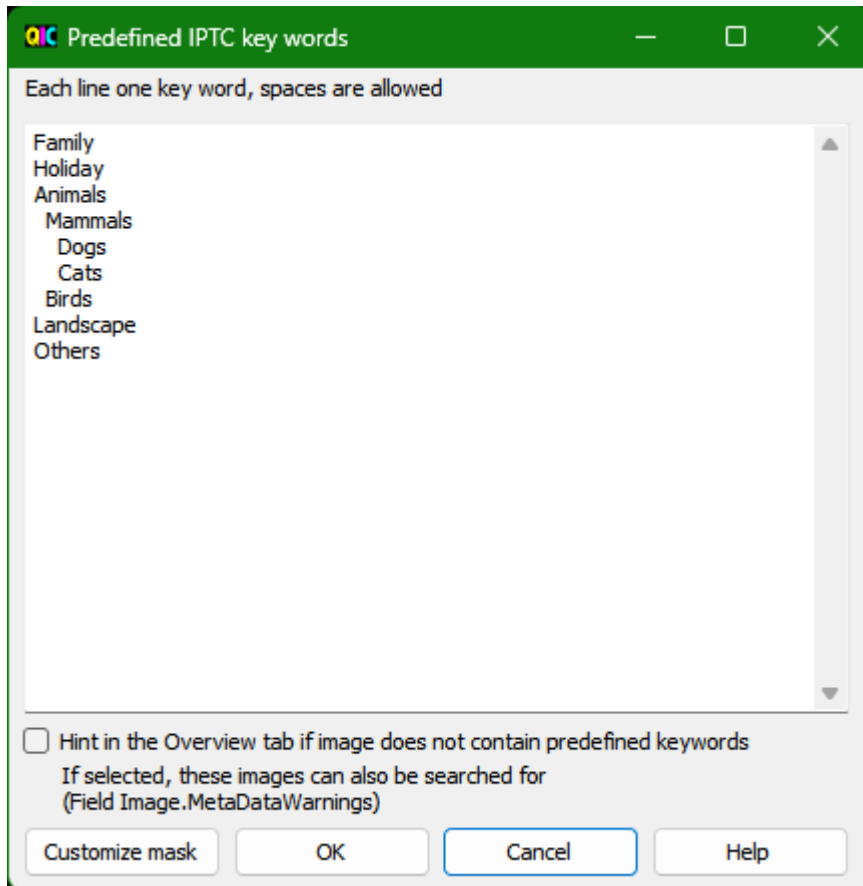 QIC Predefined IPTC key words
Each line one key word, spaces are allowed
Family
Holiday
Animals
Mammals
Dogs
Cats
Birds
Landscape
Others
Hint in the Overview tab if image does not contain predefined keywords
If selected, these images can also be searched for
(Field Image.MetaDataWarnings)
Customize mask OK Cancel Help